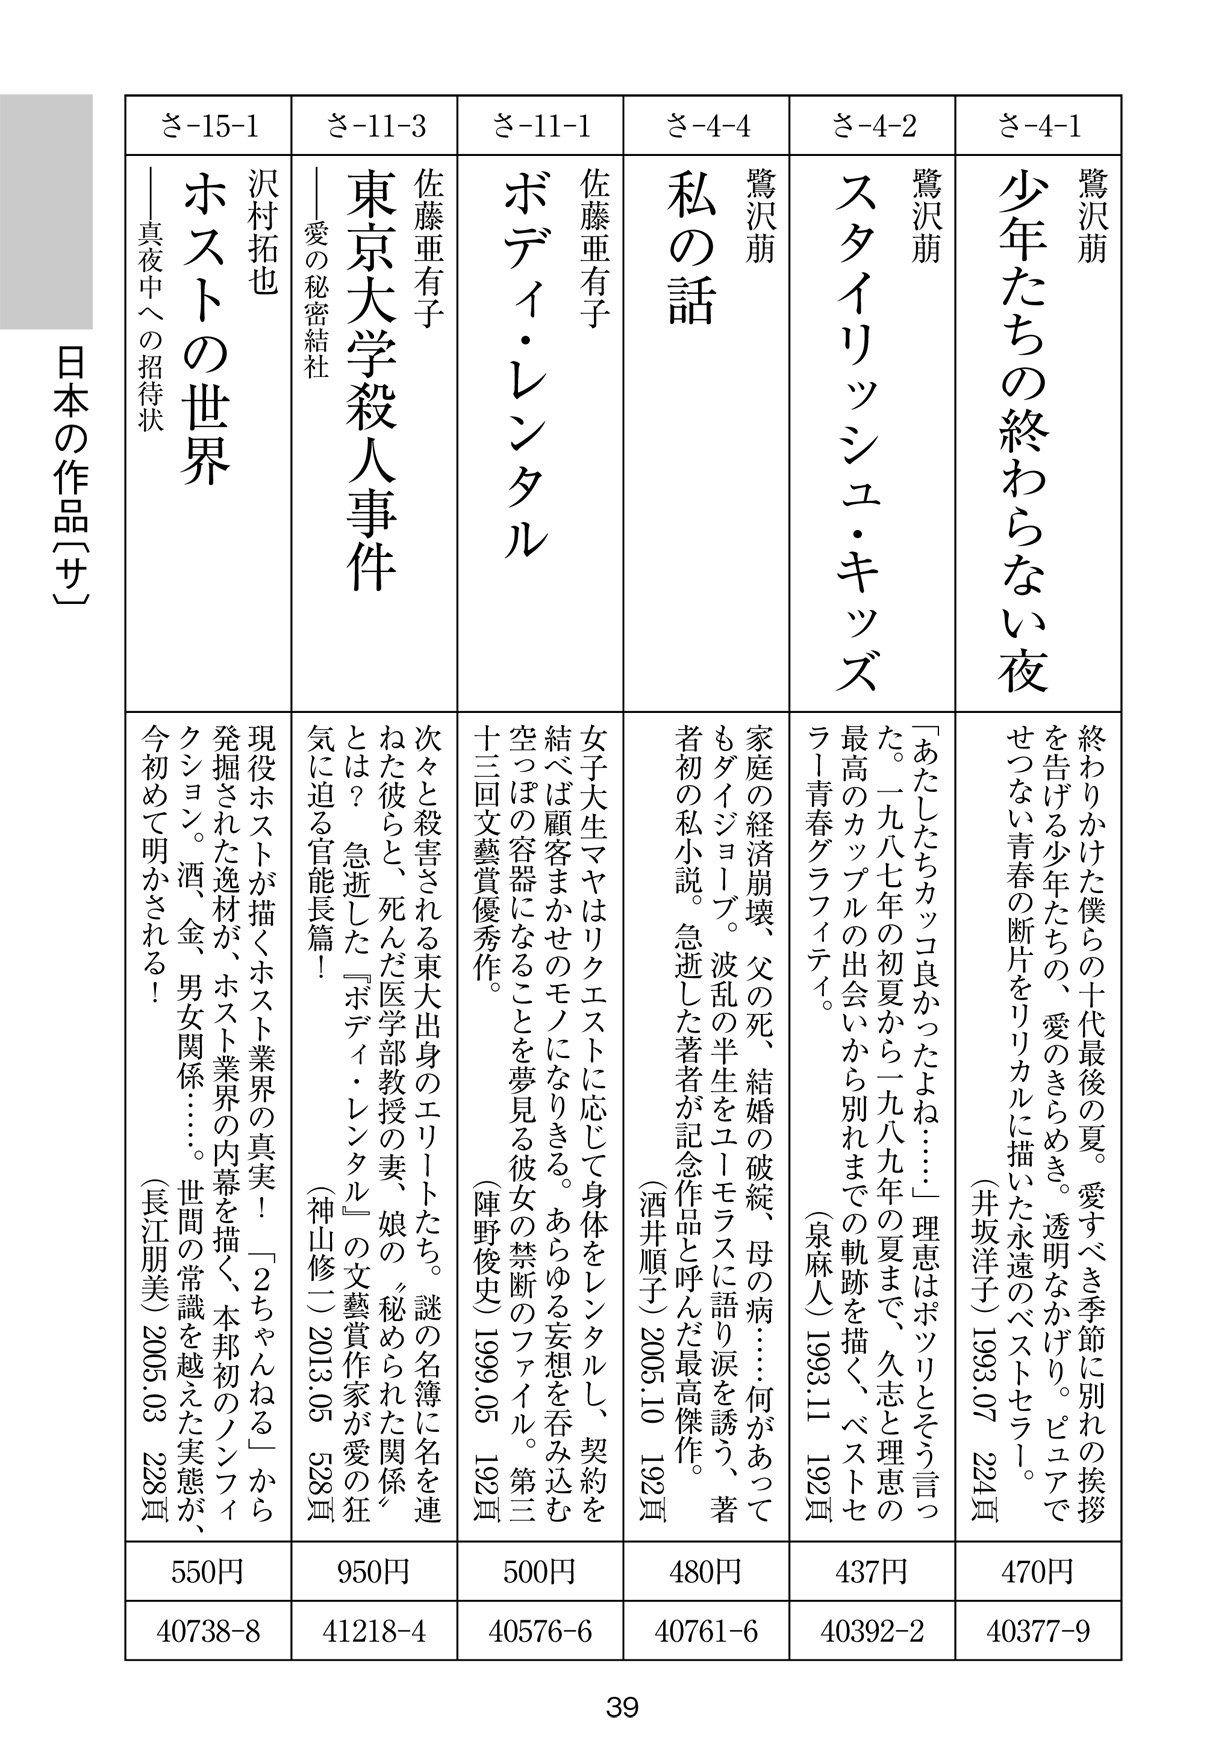 さ-4-1
鷺沢萠
少年たちの終わらない夜
終わりかけた僕らの十代最後の夏。愛すべき季節に別れの挨拶
を告げる少年たちの、愛のきらめき。透明なかげり。ピュアで
せつない青春の断片をリリカルに描いた永遠のベストセラー。
(井坂洋子) 1993.07 224頁
470円
40377-9
さ-4-2
鷺沢萠
スタイリッシュ・キッズ
「あたしたちカッコ良かったよね……」理恵はポツリとそう言っ
た。一九八七年の初夏から一九八九年の夏まで、久志と理恵の
最高のカップルの出会いから別れまでの軌跡を描く、ベストセ
ラー青春グラフィティ。
(泉麻人) 1993.11 192頁
437円
40392-2
さ-4-4
鷺沢萠
私の話
家庭の経済崩壊、父の死、結婚の破綻、母の病……何があって
もダイジョーブ。波乱の半生をユーモラスに語り涙を誘う、著
者初の私小説。急逝した著者が記念作品と呼んだ最高傑作。
(酒井順子) 2005.10 192頁
480円
40761-6
さ-11-1
佐藤亜有子
ボディ・レンタル
女子大生マヤはリクエストに応じて身体をレンタルし、契約を
結べば顧客まかせのモノになりきる。あらゆる妄想を呑み込む
空っぽの容器になることを夢見る彼女の禁断のファイル。第三
十三回文藝賞優秀作。
(陣野俊史) 1999.05 192頁
500円
40576-6
さ-11-3
佐藤亜有子
東京大学殺人事件
――愛の秘密結社
次々と殺害される東大出身のエリートたち。謎の名簿に名を連
ねた彼らと、死んだ医学部教授の妻、娘の〝秘められた関係〟
とは? 急逝した『ボディ・レンタル』の文藝賞作家が愛の狂
気に迫る官能長篇!
(神山修一) 2013.05 528頁
950円
41218-4
さ-15-1
沢村拓也
ホストの世界
――真夜中への招待状
現役ホストが描くホスト業界の真実! 「2ちゃんねる」から
発掘された逸材が、ホスト業界の内幕を描く、本邦初のノンフィ
クション。酒、金、男女関係……。世間の常識を越えた実態が、
今初めて明かされる!
(長江朋美) 2005.03 228頁
550円
40738-8
日本の作品〔サ〕
39